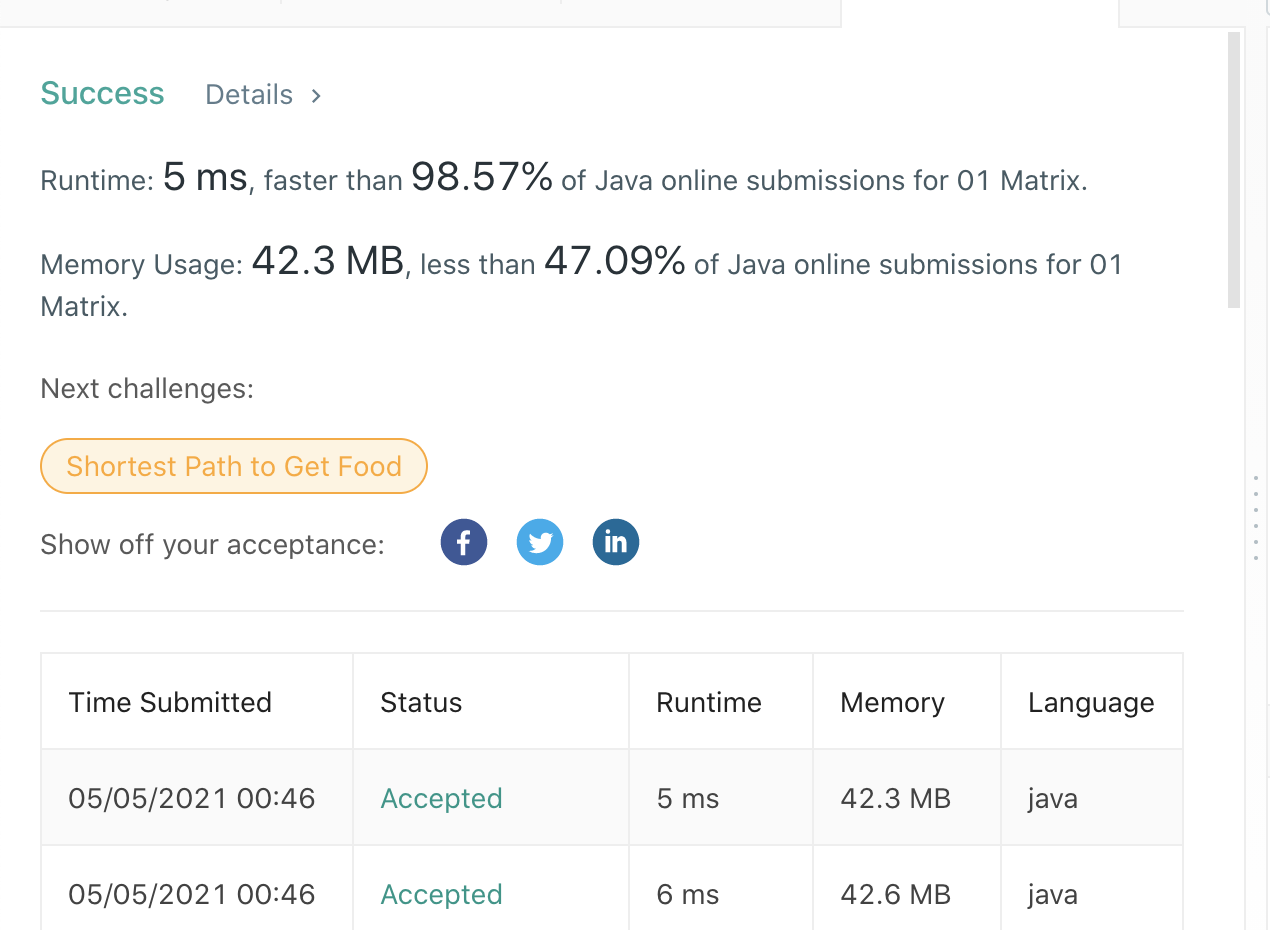 Success Details >
Runtime: 5 ms, faster than 98.57% of Java online submissions for 01 Matrix.
Memory Usage: 42.3 MB, less than 47.09% of Java online submissions for 01
Matrix.
Next challenges:
Shortest Path to Get Food
Show off your acceptance: f in
Time Submitted Status Runtime Memory Language
05/05/2021 00:46 Accepted 5 ms 42.3 MB java
05/05/2021 00:46 Accepted 6 ms 42.6 MB java